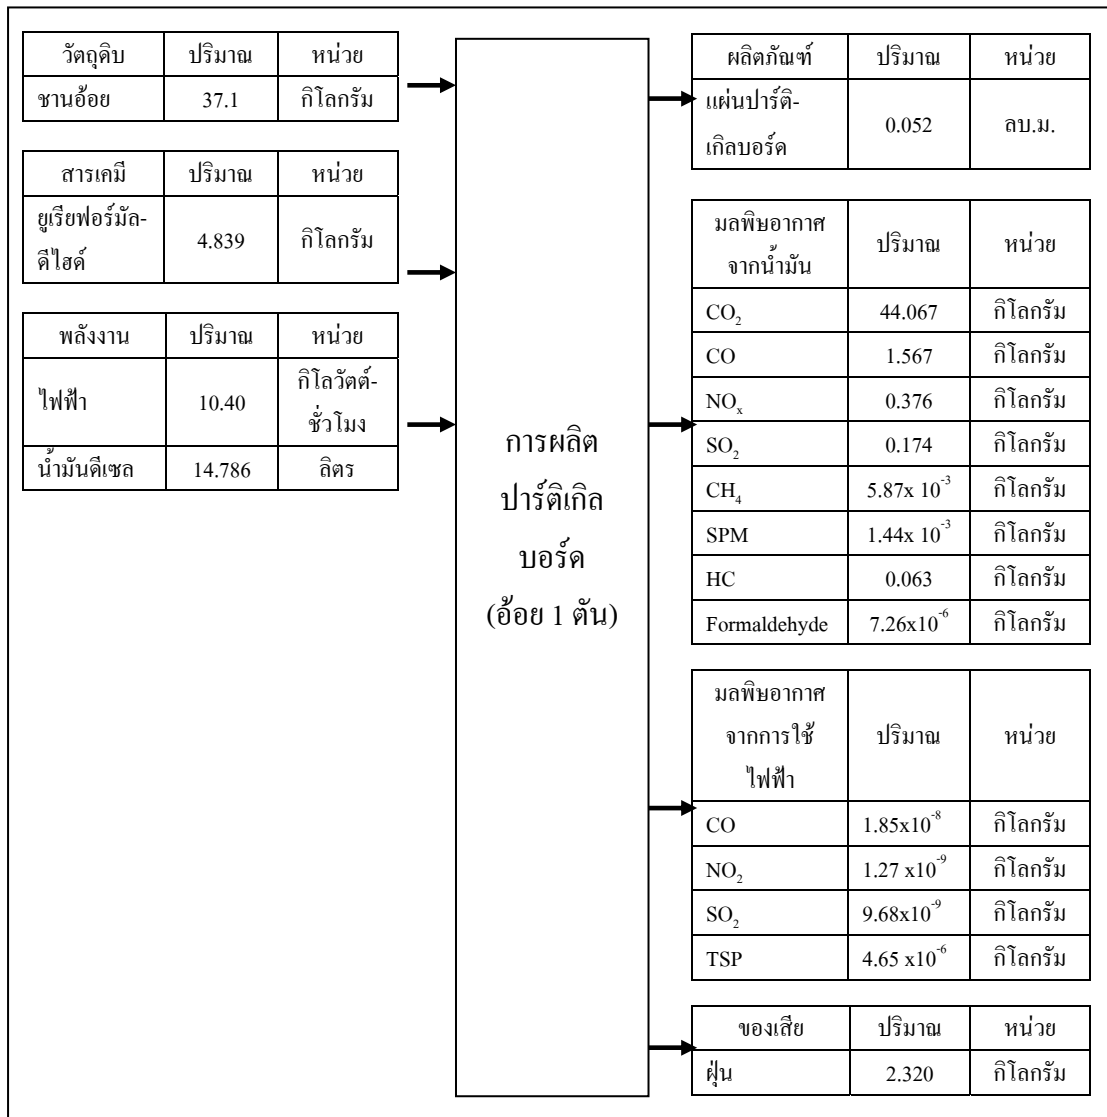 วัตถุดิบ ปริมาณ หน่วย
ชานอ้อย 37.1 กิโลกรัม
สารเคมี ปริมาณ หน่วย
ยูเรียฟอร์มัล-
ดีไฮด์ 4.839 กิโลกรัม
พลังงาน ปริมาณ หน่วย
ไฟฟ้า 10.40 กิโลวัตต์-
ชั่วโมง
น้ำมันดีเซล 14.786 ลิตร
การผลิต
ปาร์ติเกิล
บอร์ด
(อ้อย 1 ตัน)
ผลิตภัณฑ์ ปริมาณ หน่วย
แผ่นปาร์ติ-
เกิลบอร์ด 0.052 ลบ.ม.
มลพิษอากาศ
จากน้ำมัน ปริมาณ หน่วย
CO₂ 44.067 กิโลกรัม
CO 1.567 กิโลกรัม
NOₓ 0.376 กิโลกรัม
SO₂ 0.174 กิโลกรัม
CH₄ 5.87x 10⁻³ กิโลกรัม
SPM 1.44x 10⁻³ กิโลกรัม
HC 0.063 กิโลกรัม
Formaldehyde 7.26x10⁻⁶ กิโลกรัม
มลพิษอากาศ
จากการใช้ ปริมาณ หน่วย
ไฟฟ้า
CO 1.85x10⁻⁸ กิโลกรัม
NO₂ 1.27 x10⁻⁹ กิโลกรัม
SO₂ 9.68x10⁻⁹ กิโลกรัม
TSP 4.65 x10⁻⁶ กิโลกรัม
ของเสีย ปริมาณ หน่วย
ฝุ่น 2.320 กิโลกรัม